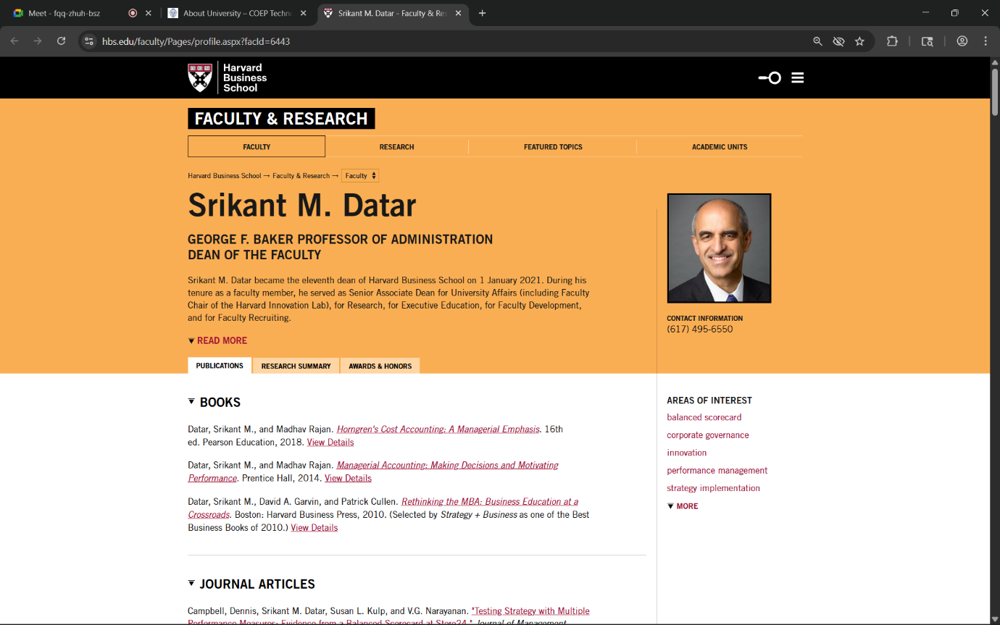 Meet - fqq-zhuh-bsz
About University – COEP Techn
Srikant M. Datar - Faculty & Res
hbs.edu/faculty/Pages/profile.aspx?facId=6443
Harvard
Business
School
FACULTY & RESEARCH
FACULTY
RESEARCH
FEATURED TOPICS
ACADEMIC UNITS
Harvard Business School → Faculty & Research → Faculty
Srikant M. Datar
GEORGE F. BAKER PROFESSOR OF ADMINISTRATION
DEAN OF THE FACULTY
Srikant M. Datar became the eleventh dean of Harvard Business School on 1 January 2021. During his
tenure as a faculty member, he served as Senior Associate Dean for University Affairs (including Faculty
Chair of the Harvard Innovation Lab), for Research, for Executive Education, for Faculty Development,
and for Faculty Recruiting.
READ MORE
CONTACT INFORMATION
(617) 495-6550
PUBLICATIONS
RESEARCH SUMMARY
AWARDS & HONORS
BOOKS
Datar, Srikant M., and Madhav Rajan. Horngren's Cost Accounting: A Managerial Emphasis. 16th
ed. Pearson Education, 2018. View Details
Datar, Srikant M., and Madhav Rajan. Managerial Accounting: Making Decisions and Motivating
Performance. Prentice Hall, 2014. View Details
Datar, Srikant M., David A. Garvin, and Patrick Cullen. Rethinking the MBA: Business Education at a
Crossroads. Boston: Harvard Business Press, 2010. (Selected by Strategy + Business as one of the Best
Business Books of 2010.) View Details
JOURNAL ARTICLES
Campbell, Dennis, Srikant M. Datar, Susan L. Kulp, and V.G. Narayanan. "Testing Strategy with Multiple
Performance Measures: Evidence from a Balanced Scorecard at Store24." Journal of Management
AREAS OF INTEREST
balanced scorecard
corporate governance
innovation
performance management
strategy implementation
MORE